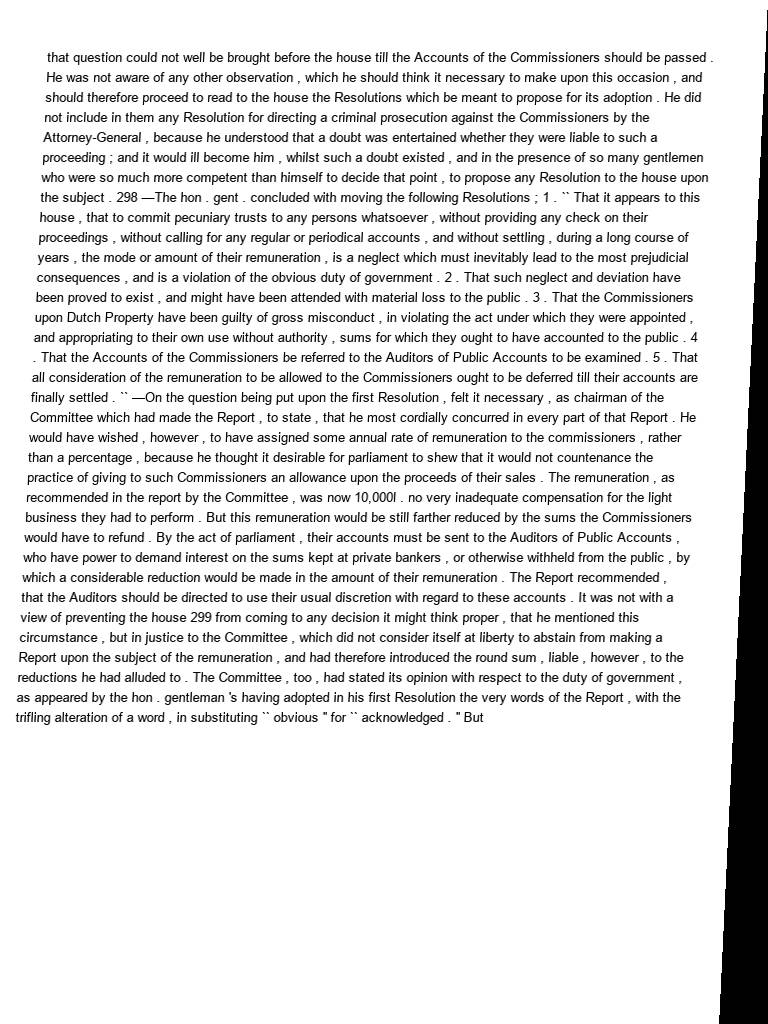 that question could not well be brought before the house till the Accounts of the Commissioners should be passed .
He was not aware of any other observation , which he should think it necessary to make upon this occasion , and
should therefore proceed to read to the house the Resolutions which be meant to propose for its adoption . He did
not include in them any Resolution for directing a criminal prosecution against the Commissioners by the
Attorney-General , because he understood that a doubt was entertained whether they were liable to such a
proceeding ; and it would ill become him , whilst such a doubt existed , and in the presence of so many gentlemen
who were so much more competent than himself to decide that point , to propose any Resolution to the house upon
the subject . 298 —The hon . gent . concluded with moving the following Resolutions ; 1 . `` That it appears to this
house , that to commit pecuniary trusts to any persons whatsoever , without providing any check on their
proceedings , without calling for any regular or periodical accounts , and without settling , during a long course of
years , the mode or amount of their remuneration , is a neglect which must inevitably lead to the most prejudicial
consequences , and is a violation of the obvious duty of government . 2 . That such neglect and deviation have
been proved to exist , and might have been attended with material loss to the public . 3 . That the Commissioners
upon Dutch Property have been guilty of gross misconduct , in violating the act under which they were appointed ,
and appropriating to their own use without authority , sums for which they ought to have accounted to the public . 4
. That the Accounts of the Commissioners be referred to the Auditors of Public Accounts to be examined . 5 . That
all consideration of the remuneration to be allowed to the Commissioners ought to be deferred till their accounts are
finally settled . `` —On the question being put upon the first Resolution , felt it necessary , as chairman of the
Committee which had made the Report , to state , that he most cordially concurred in every part of that Report . He
would have wished , however , to have assigned some annual rate of remuneration to the commissioners , rather
than a percentage , because he thought it desirable for parliament to shew that it would not countenance the
practice of giving to such Commissioners an allowance upon the proceeds of their sales . The remuneration , as
recommended in the report by the Committee , was now 10,000l . no very inadequate compensation for the light
business they had to perform . But this remuneration would be still farther reduced by the sums the Commissioners
would have to refund . By the act of parliament , their accounts must be sent to the Auditors of Public Accounts ,
who have power to demand interest on the sums kept at private bankers , or otherwise withheld from the public , by
which a considerable reduction would be made in the amount of their remuneration . The Report recommended ,
that the Auditors should be directed to use their usual discretion with regard to these accounts . It was not with a
view of preventing the house 299 from coming to any decision it might think proper , that he mentioned this
circumstance , but in justice to the Committee , which did not consider itself at liberty to abstain from making a
Report upon the subject of the remuneration , and had therefore introduced the round sum , liable , however , to the
reductions he had alluded to . The Committee , too , had stated its opinion with respect to the duty of government ,
as appeared by the hon . gentleman 's having adopted in his first Resolution the very words of the Report , with the
trifling alteration of a word , in substituting `` obvious '' for `` acknowledged . '' But